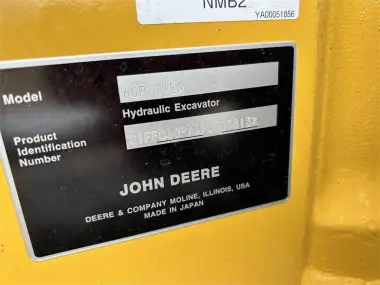 NMB2
YA00051856
Model
Hydraulic Excavator
Product
Identification
Number
JOHN DEERE
DEERE & COMPANY MOLINE, ILLINOIS, USA
MADE IN JAPAN